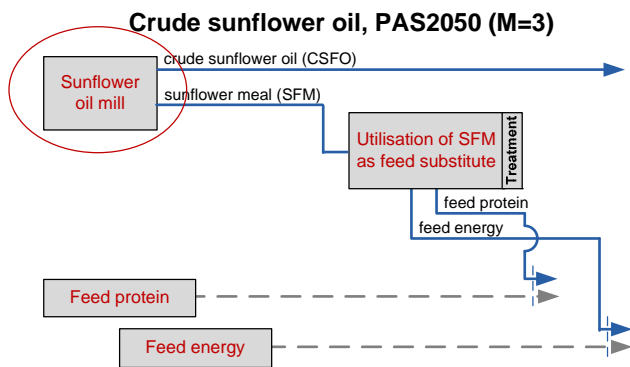 Crude sunflower oil, PAS2050 (M=3)
crude sunflower oil (CSFO)
Sunflower
oil mill
sunflower meal (SFM)
Utilisation of SFM
as feed substitute
Treatment
feed protein
feed energy
Feed protein
Feed energy